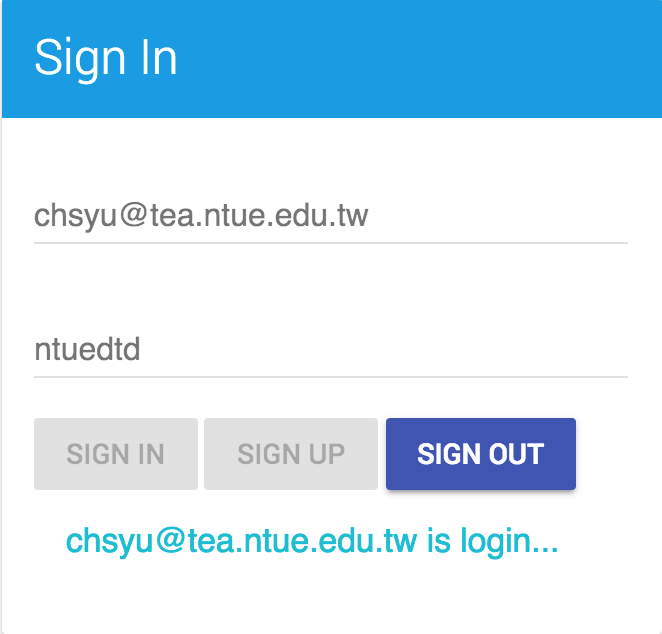 Sign In
chsyu@tea.ntue.edu.tw
ntuedtd
SIGN IN SIGN UP SIGN OUT
chsyu@tea.ntue.edu.tw is login...